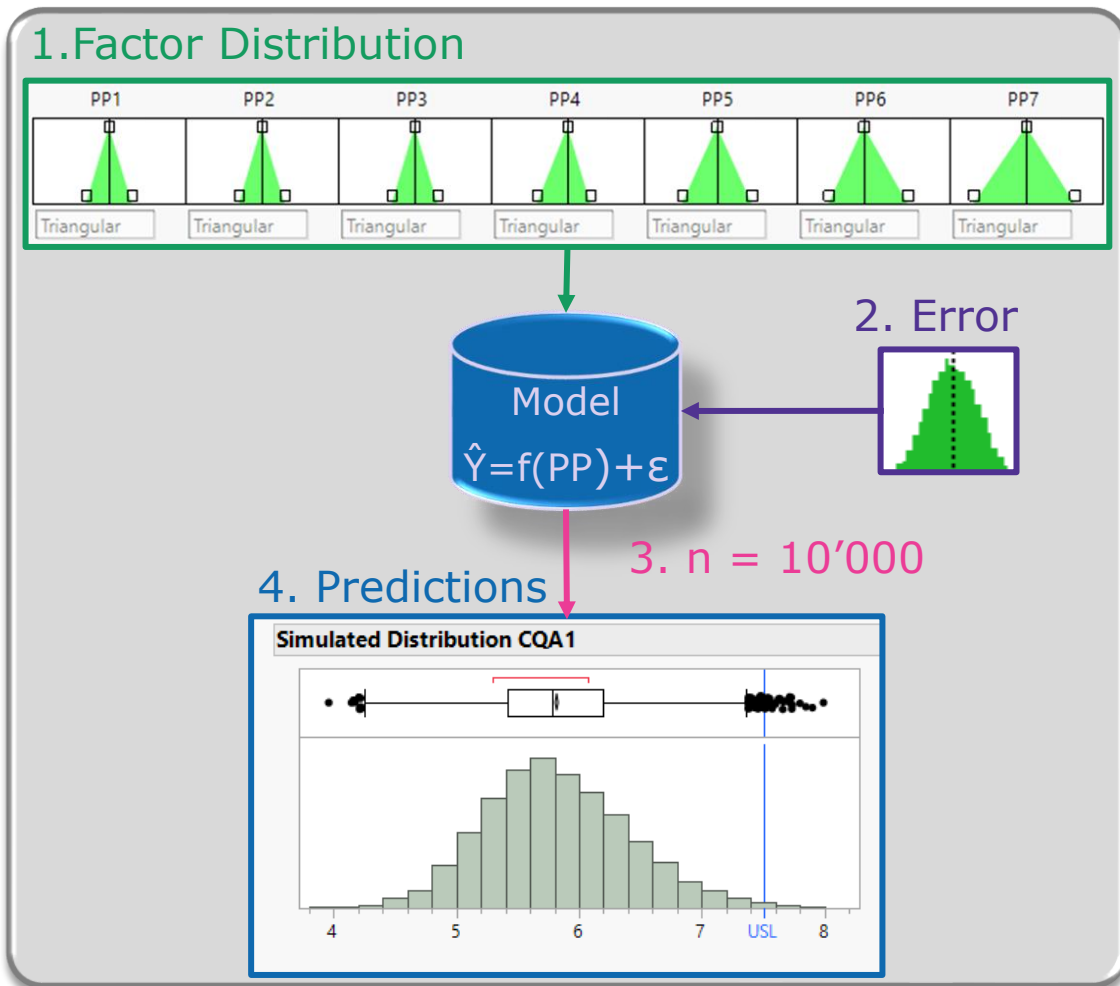 1.Factor Distribution
PP1 PP2 PP3 PP4 PP5 PP6 PP7
Triangular Triangular Triangular Triangular Triangular Triangular Triangular
2. Error
Model
Ŷ=f(PP)+ε
3. n = 10′000
4. Predictions
Simulated Distribution CQA1
4 5 6 7 USL 8